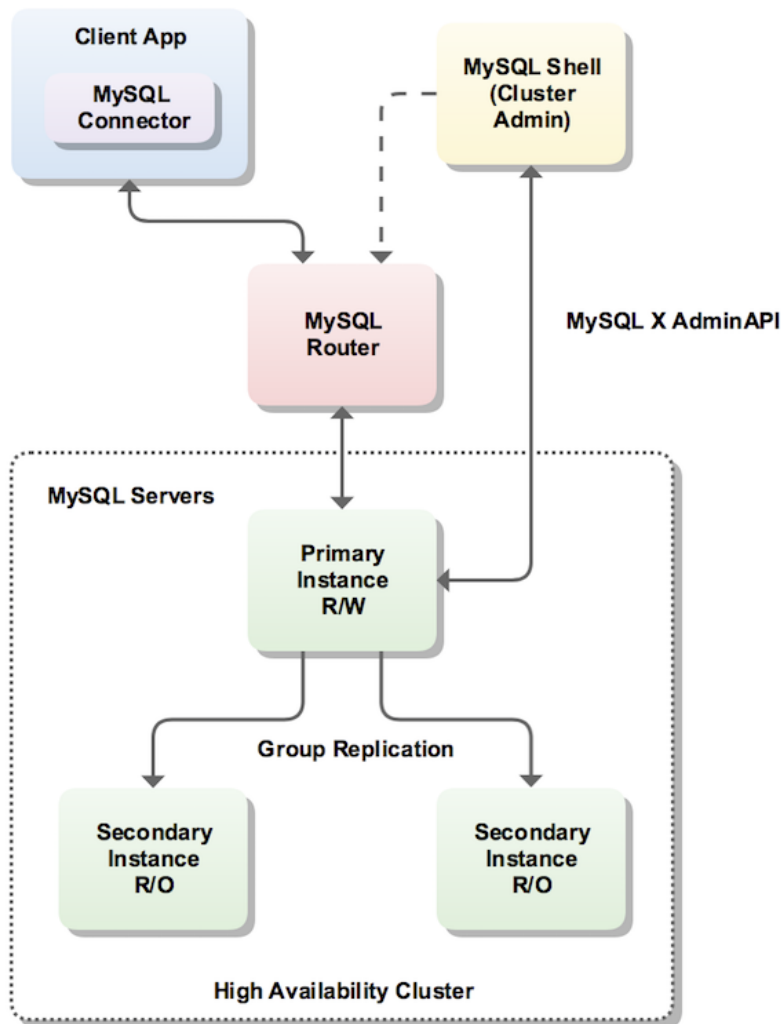 Client App
MySQL
Connector
MySQL Shell
(Cluster
Admin)
MySQL
Router
MySQL X AdminAPI
MySQL Servers
Primary
Instance
R/W
Group Replication
Secondary
Instance
R/O
Secondary
Instance
R/O
High Availability Cluster